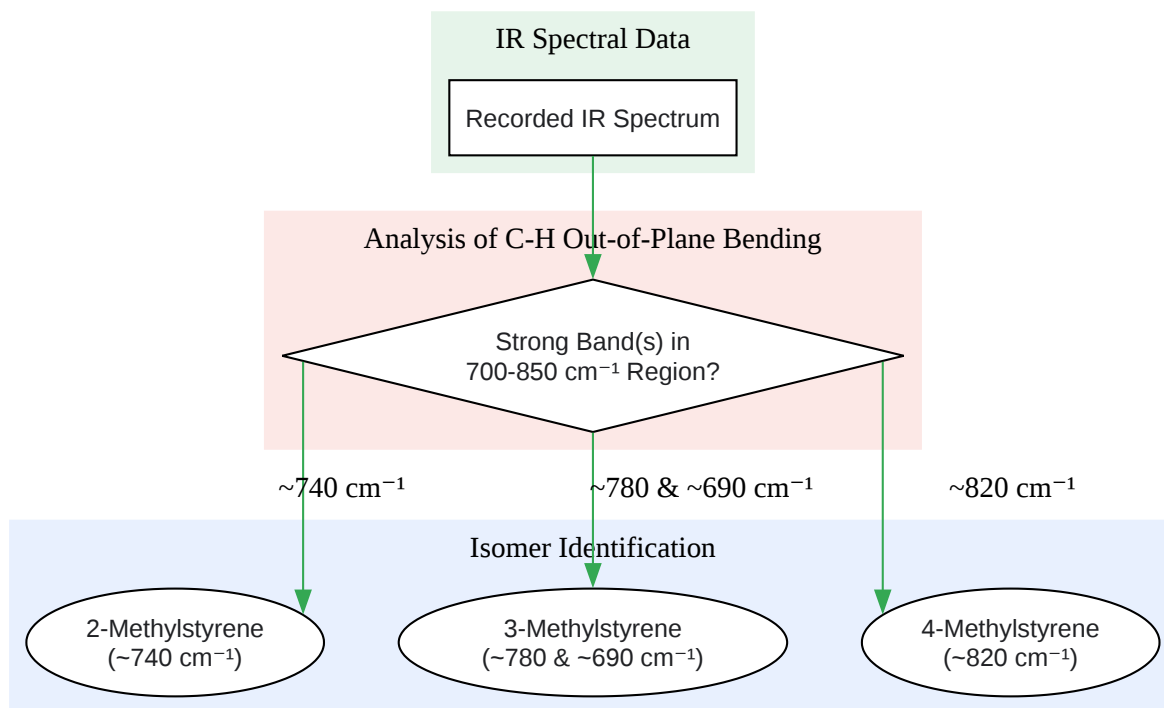 IR Spectral Data
Recorded IR Spectrum
Analysis of C-H Out-of-Plane Bending
Strong Band(s) in
700-850 cm⁻¹ Region?
~740 cm⁻¹
~780 & ~690 cm⁻¹
~820 cm⁻¹
Isomer Identification
2-Methylstyrene
(~740 cm⁻¹)
3-Methylstyrene
(~780 & ~690 cm⁻¹)
4-Methylstyrene
(~820 cm⁻¹)